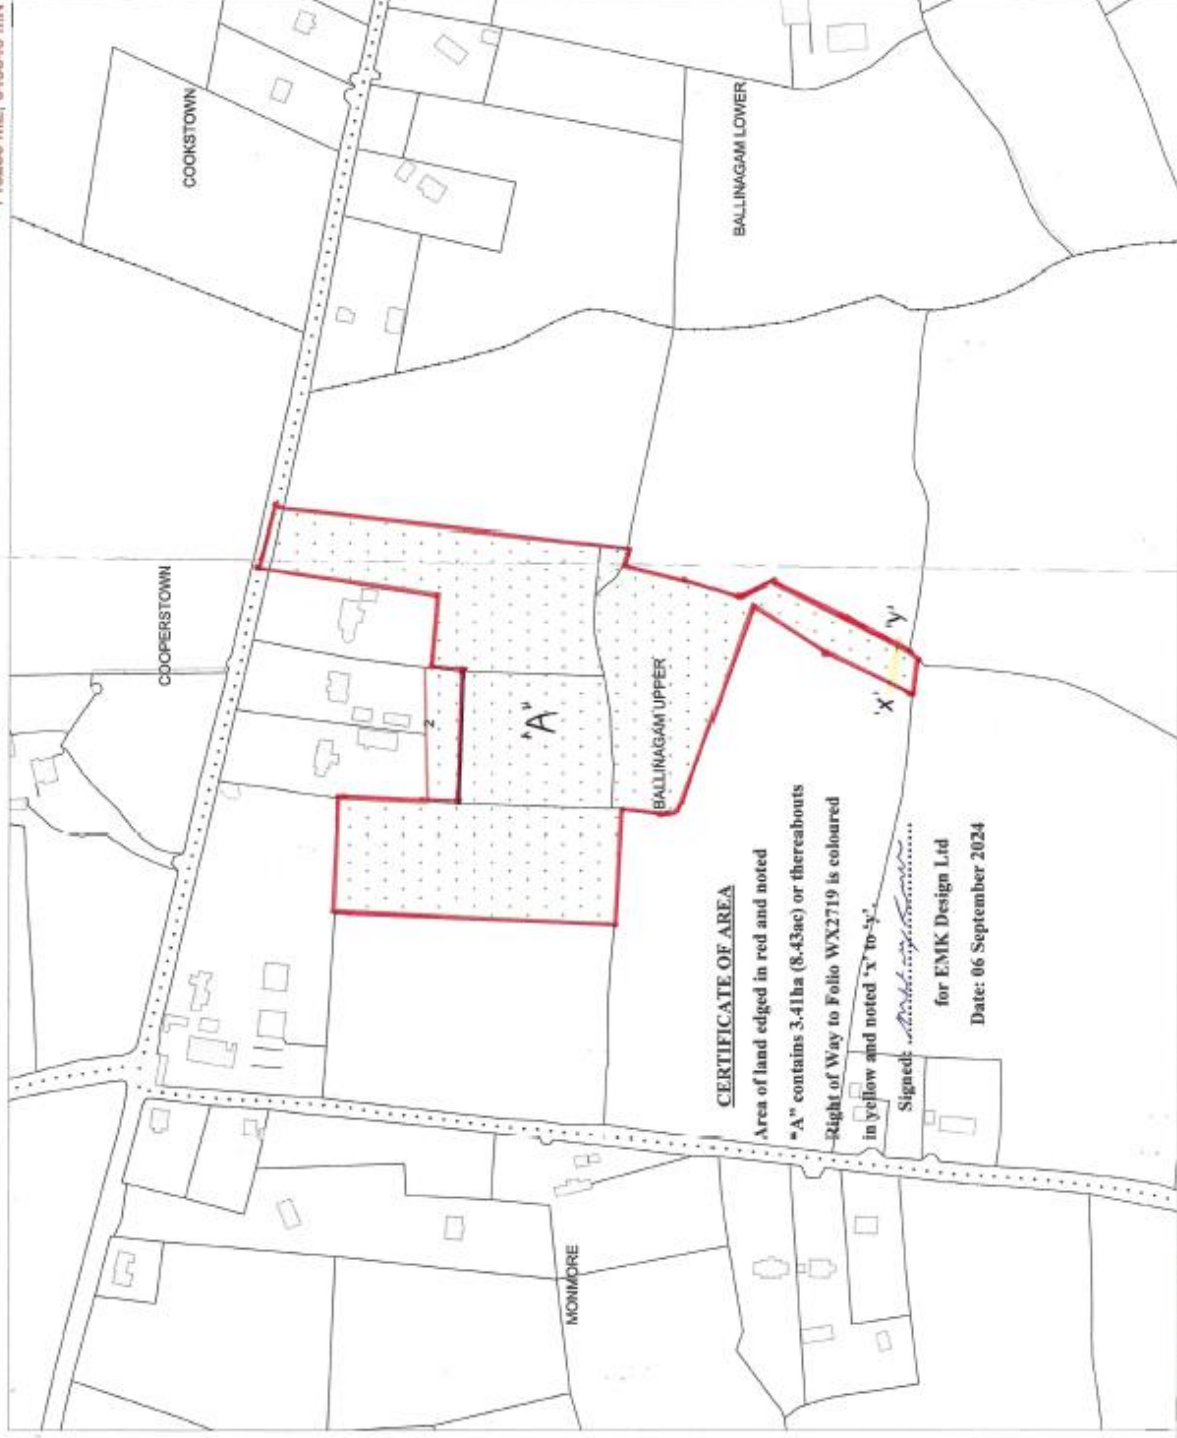 COOKSTOWN
BALLINAGAM LOWER
COOPERSTOWN
2
"A"
BALLINAGAM UPPER
'x' 'y'
MONMORE
CERTIFICATE OF AREA
Area of land edged in red and noted
"A" contains 3.41ha (8.43ac) or thereabouts
Right of Way to Folio WX2719 is coloured
in yellow and noted 'x' to 'y'.
Signed:
for EMK Design Ltd
Date: 06 September 2024